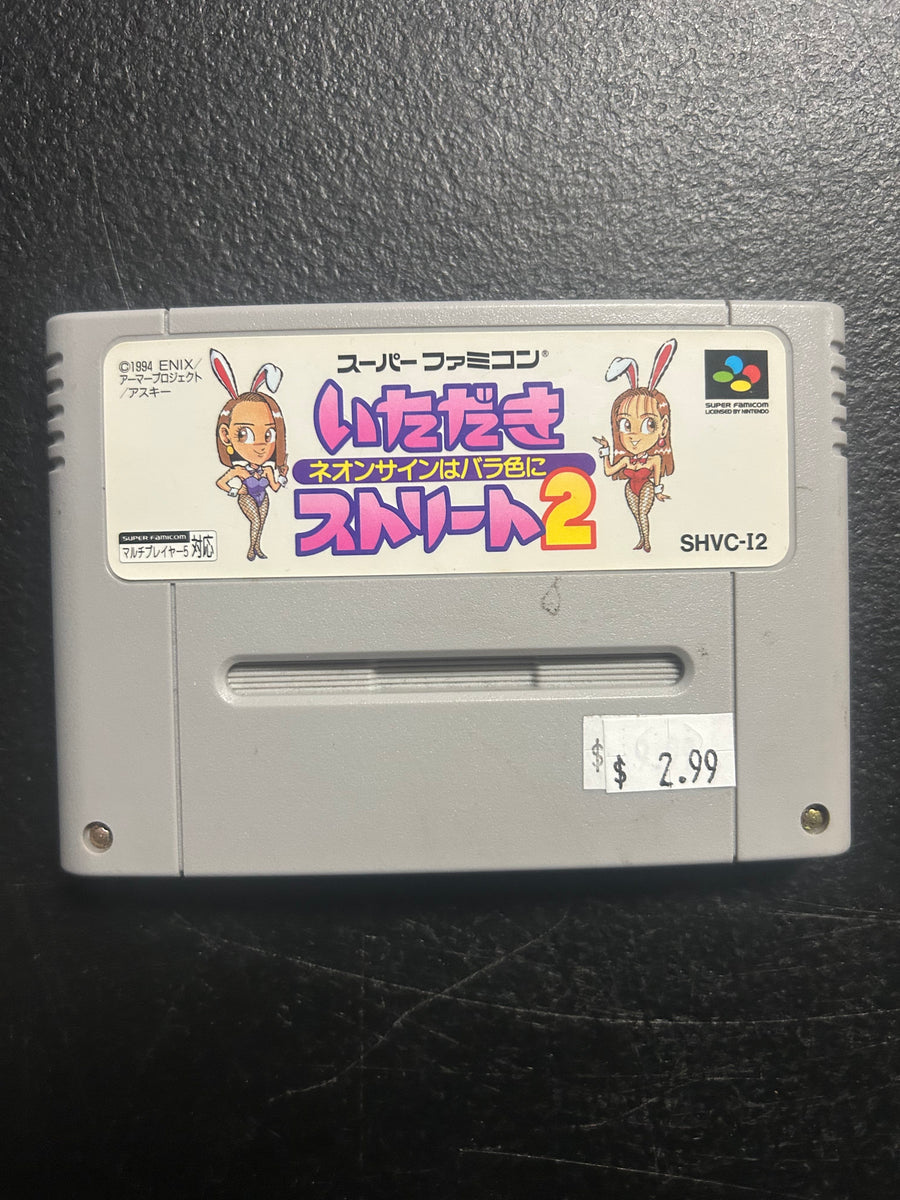 ©1994 ENIX/
アーマープロジェクト
/アスキー
スーパーファミコン®
いただき
ネオンサインはバラ色に
ストリート2
SUPER FAMICOM
LICENSED BY NINTENDO
SUPER FAMICOM
マルチプレイヤー5 対応
SHVC-I2
$
$ 2.99